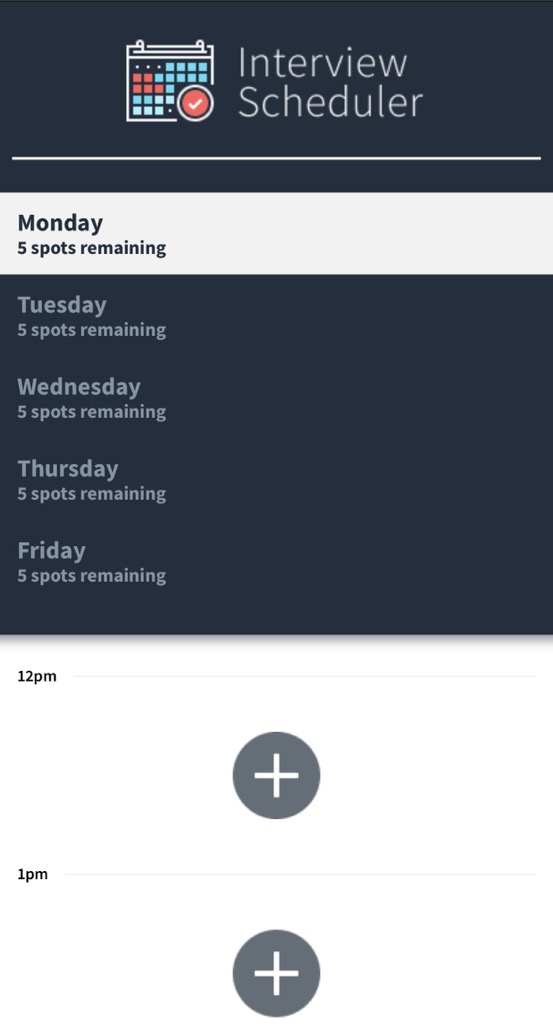 Interview
Scheduler
Monday
5 spots remaining
Tuesday
5 spots remaining
Wednesday
5 spots remaining
Thursday
5 spots remaining
Friday
5 spots remaining
12pm
1pm